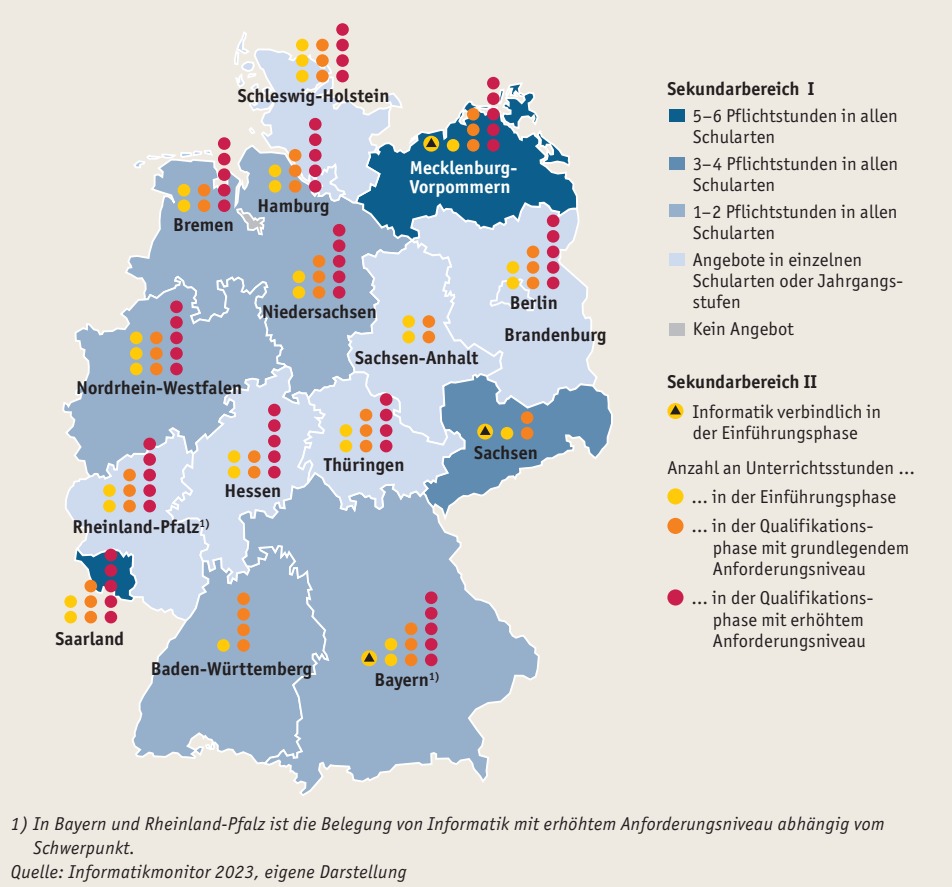 Schleswig-Holstein
Mecklenburg-
Vorpommern
Hamburg
Bremen
Niedersachsen
Berlin
Brandenburg
Sachsen-Anhalt
Nordrhein-Westfalen
Sachsen
Thüringen
Hessen
Rheinland-Pfalz1)
Saarland
Baden-Württemberg
Bayern1)
Sekundarbereich I
5–6 Pflichtstunden in allen
Schularten
3–4 Pflichtstunden in allen
Schularten
1–2 Pflichtstunden in allen
Schularten
Angebote in einzelnen
Schularten oder Jahrgangs-
stufen
Kein Angebot
Sekundarbereich II
Informatik verbindlich in
der Einführungsphase
Anzahl an Unterrichtsstunden ...
... in der Einführungsphase
... in der Qualifikations-
phase mit grundlegendem
Anforderungsniveau
... in der Qualifikations-
phase mit erhöhtem
Anforderungsniveau
1) In Bayern und Rheinland-Pfalz ist die Belegung von Informatik mit erhöhtem Anforderungsniveau abhängig vom
Schwerpunkt.
Quelle: Informatikmonitor 2023, eigene Darstellung